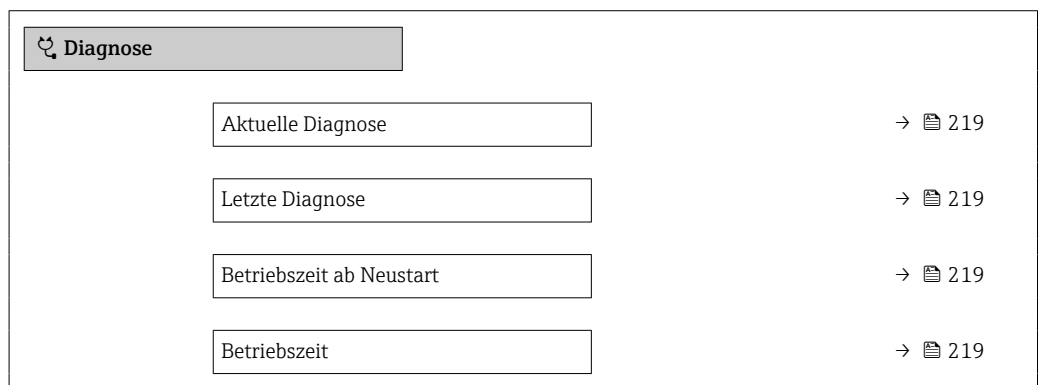 Diagnose
Aktuelle Diagnose → 219
Letzte Diagnose → 219
Betriebszeit ab Neustart → 219
Betriebszeit → 219